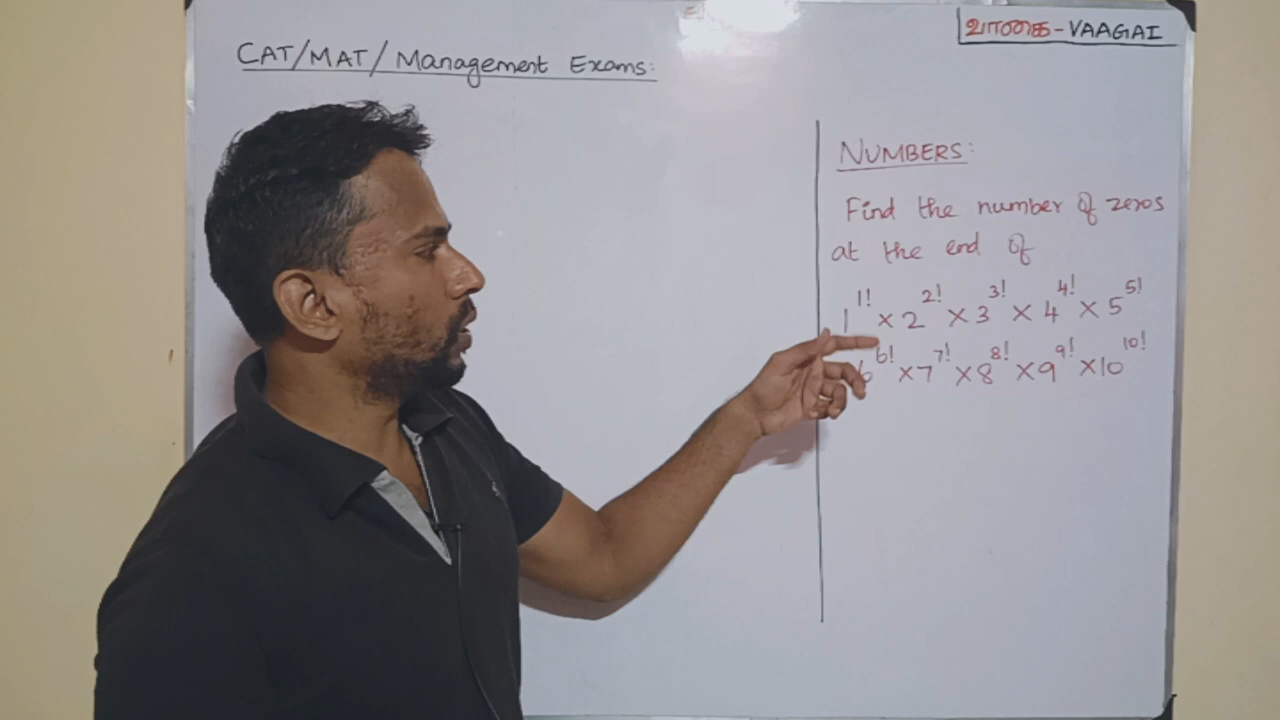 CAT/MAT/Management Exams:
வாகை-VAAGAI
NUMBERS:
Find the number of zeros
at the end of
1^1! × 2^2! × 3^3! × 4^4! × 5^5!
6^6! × 7^7! × 8^8! × 9^9! × 10^10!